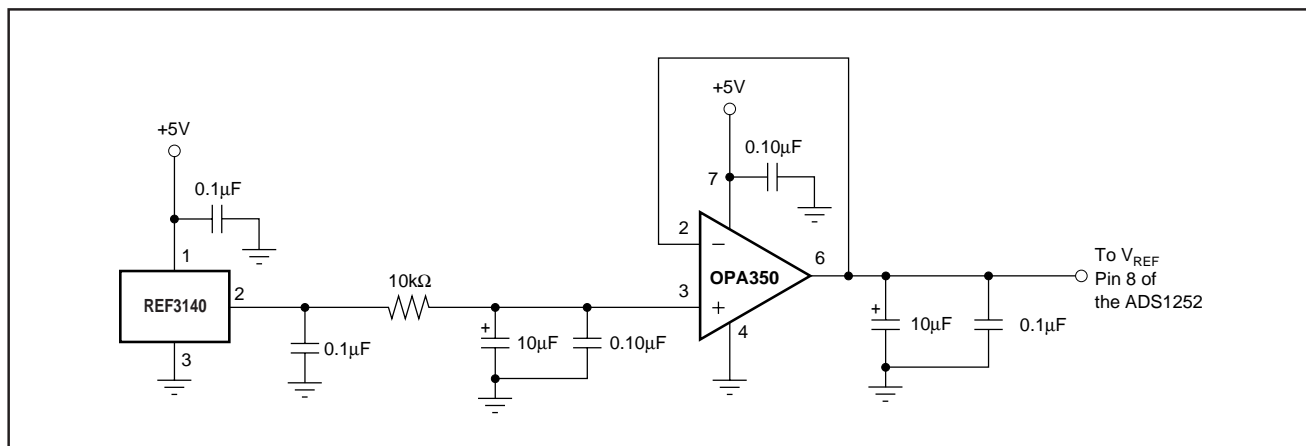 +5V
0.1µF
1
REF3140
2
3
0.1µF
10kΩ
+
10µF
0.10µF
+5V
7
0.10µF
2
−
OPA350
3
+
4
6
+
10µF
0.1µF
To VREF
Pin 8 of
the ADS1252